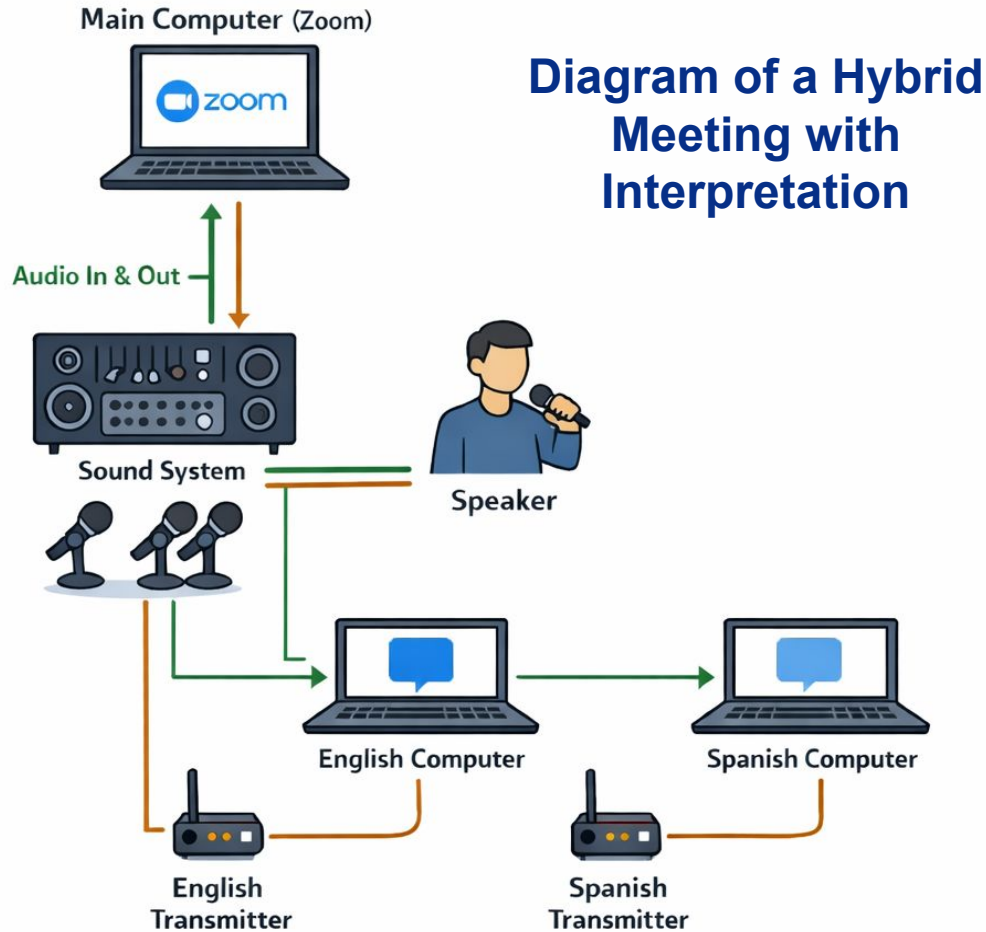 Main Computer (Zoom)
Diagram of a Hybrid
Meeting with
Interpretation
zoom
Audio In & Out
Sound System
Speaker
English Computer
Spanish Computer
English
Transmitter
Spanish
Transmitter